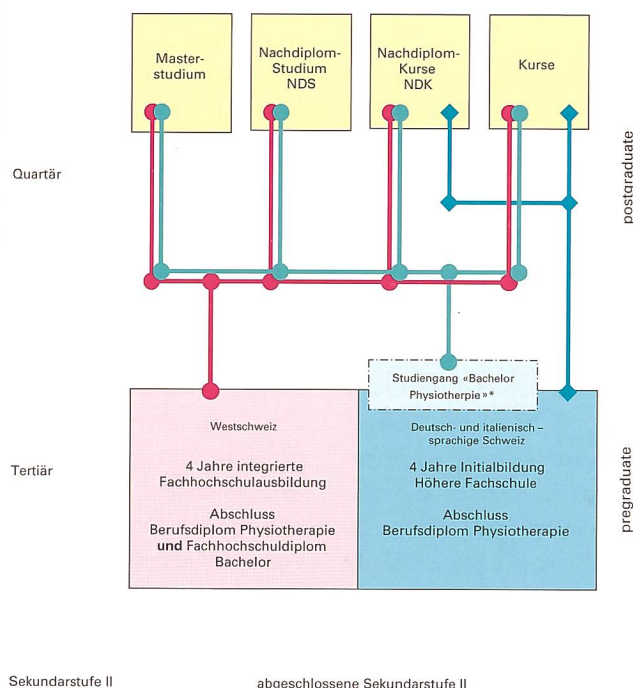 Master-
studium
Nachdiplom-
Studium
NDS
Nachdiplom-
Kurse
NDK
Kurse
Quartär
postgraduate
Studiengang «Bachelor
Physiotherpie»*
Westschweiz
4 Jahre integrierte
Fachhochschulausbildung
Abschluss
Berufsdiplom Physiotherapie
und Fachhochschuldiplom
Bachelor
Deutsch- und italienisch –
sprachige Schweiz
4 Jahre Initialbildung
Höhere Fachschule
Abschluss
Berufsdiplom Physiotherapie
Tertiär
pregraduate
Sekundarstufe II
abgeschlossene Sekundarstufe II